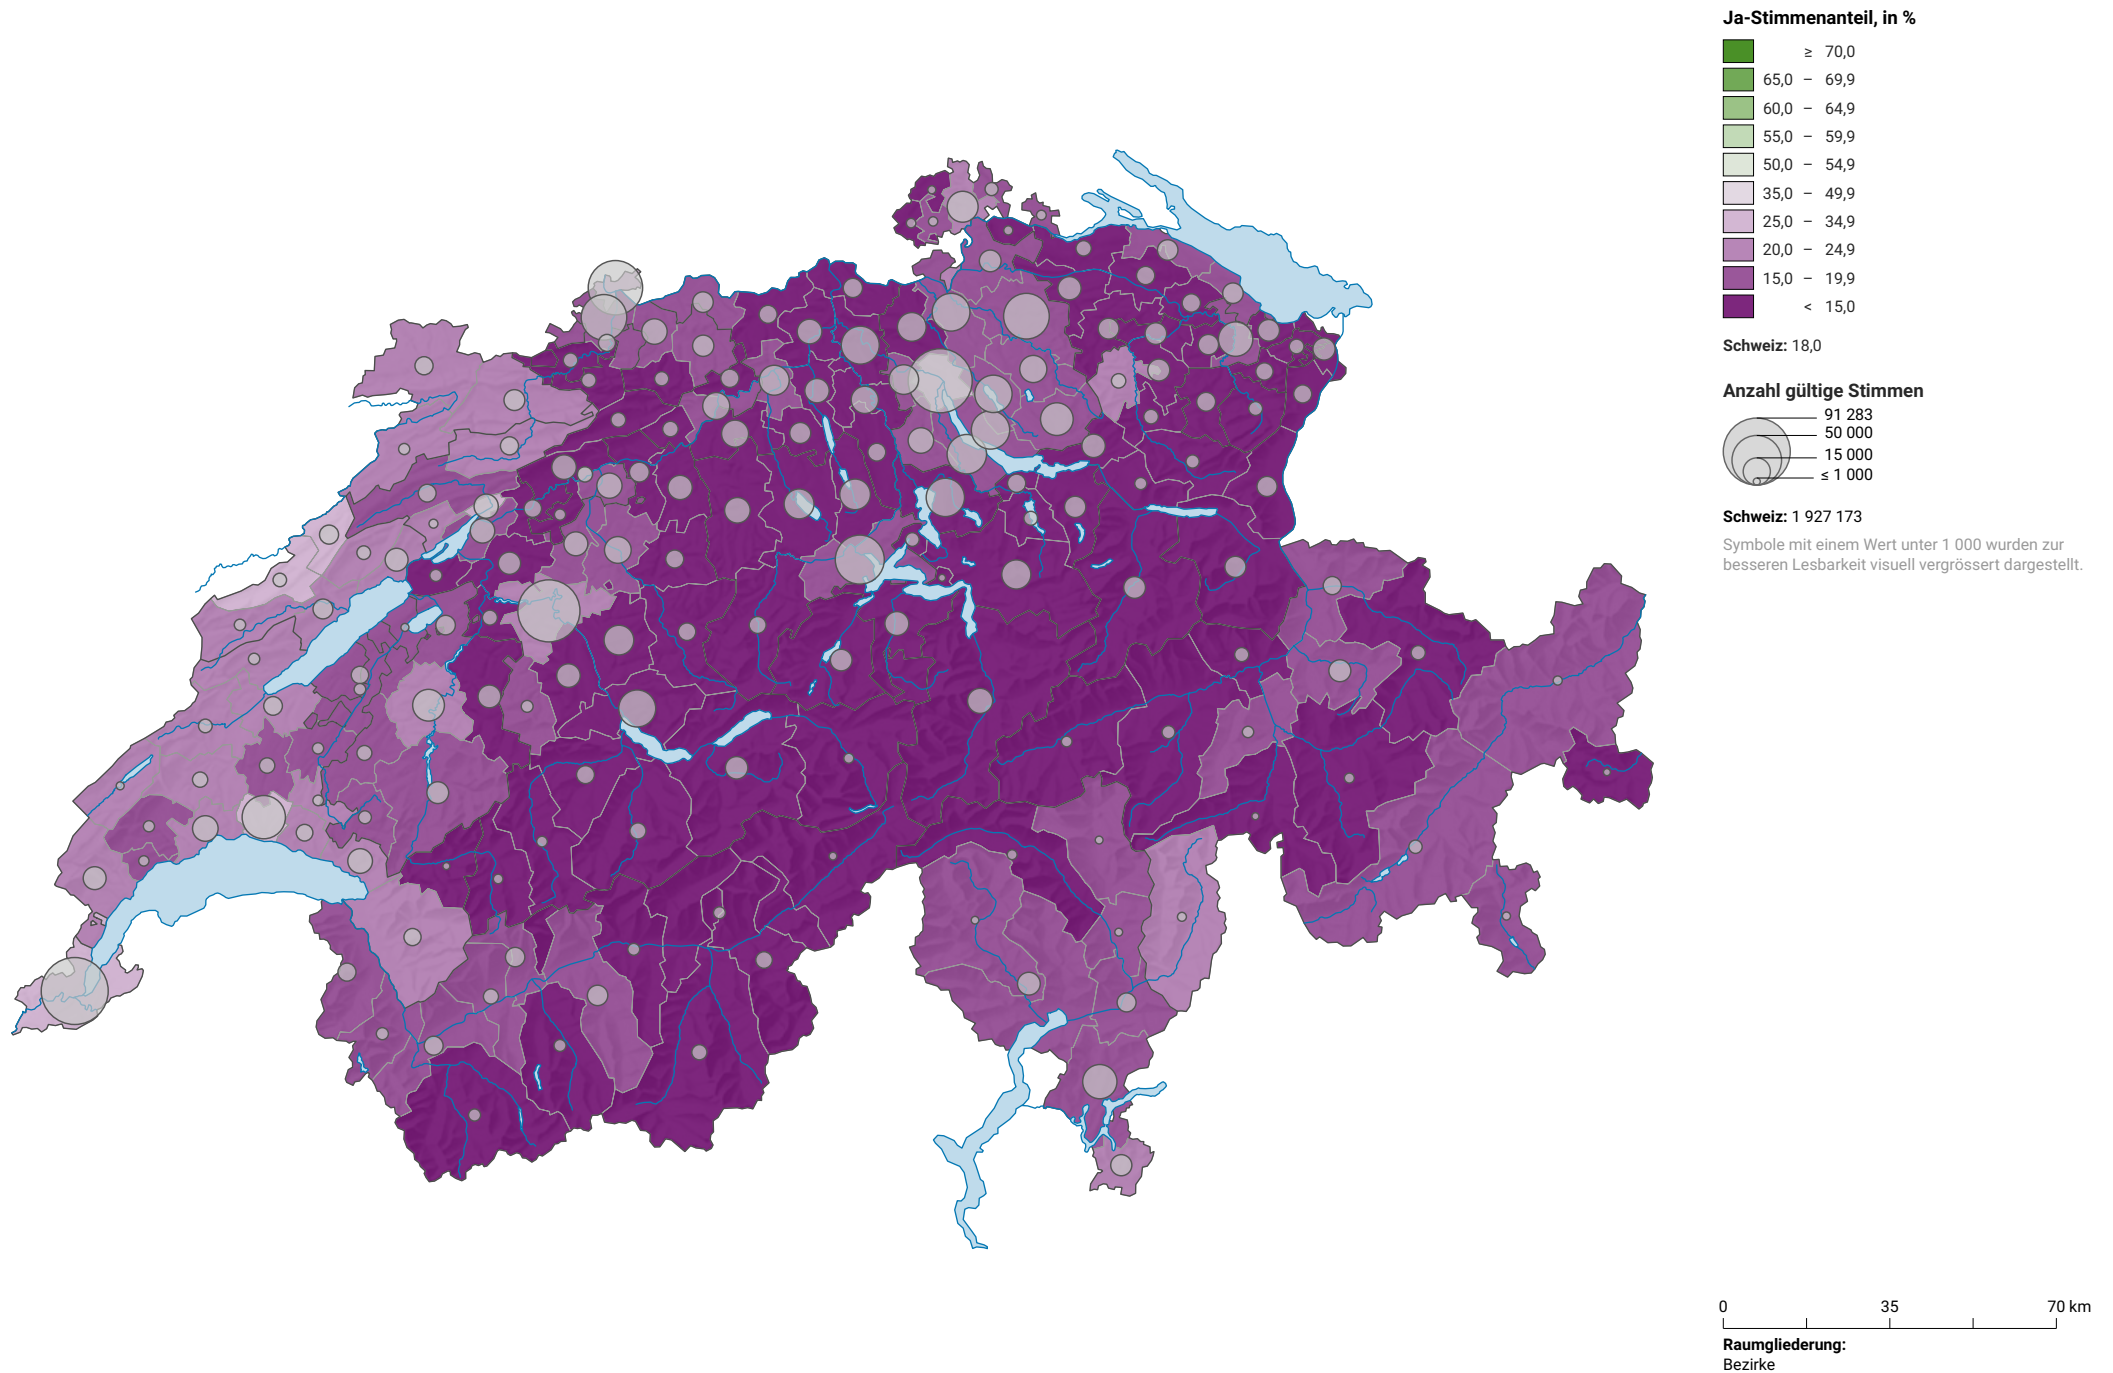 Ja-Stimmenanteil, in %
≥ 70,0
65,0 – 69,9
60,0 – 64,9
55,0 – 59,9
50,0 – 54,9
35,0 – 49,9
25,0 – 34,9
20,0 – 24,9
15,0 – 19,9
< 15,0
Schweiz: 18,0
Anzahl gültige Stimmen
91 283
50 000
15 000
≤ 1 000
Schweiz: 1 927 173
Symbole mit einem Wert unter 1 000 wurden zur
besseren Lesbarkeit visuell vergrössert dargestellt.
0 35 70 km
Raumgliederung:
Bezirke